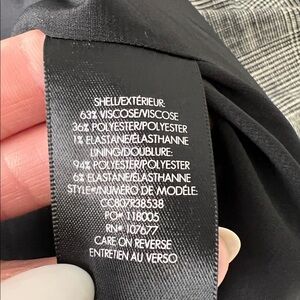 SHELL/EXTÉRIEUR:
63% VISCOSE/VISCOSE
36% POLYESTER/POLYESTER
1% ELASTANE/ÉLASTHANNE
LINING/DOUBLURE:
94% POLYESTER/POLYESTER
6% ELASTANE/ÉLASTHANNE
STYLE#/NUMÉRO DE MODÈLE:
CC807R38538
PO# 118005
RN# 107677
CARE ON REVERSE
ENTRETIEN AU VERSO